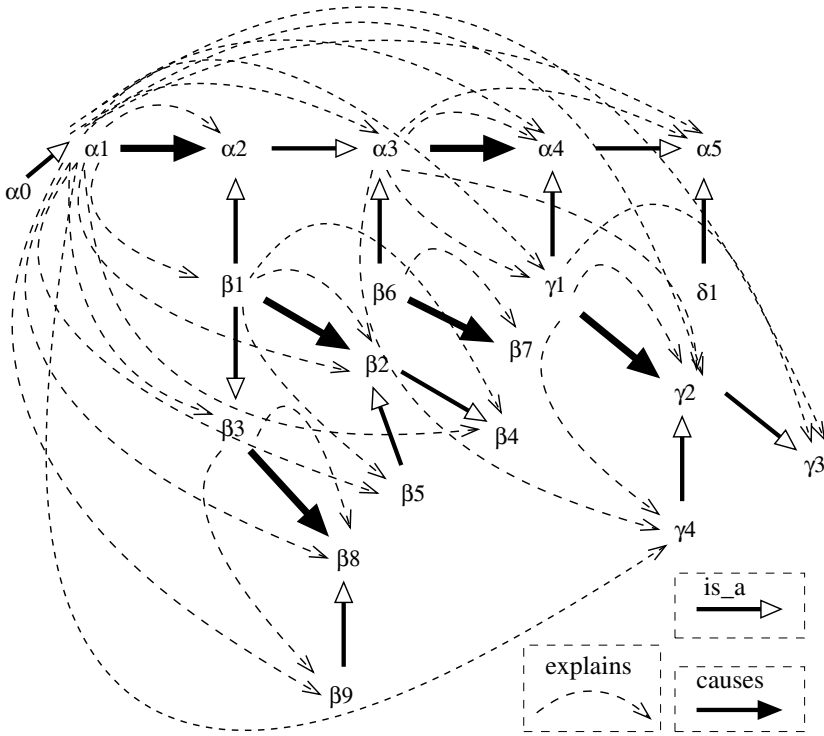 α1 α2 α3 α4 α5
α0
β1 β6 γ1 δ1
β7
β2
γ2
β3 β4
γ3
β5
γ4
β8
is_a
explains
causes
β9